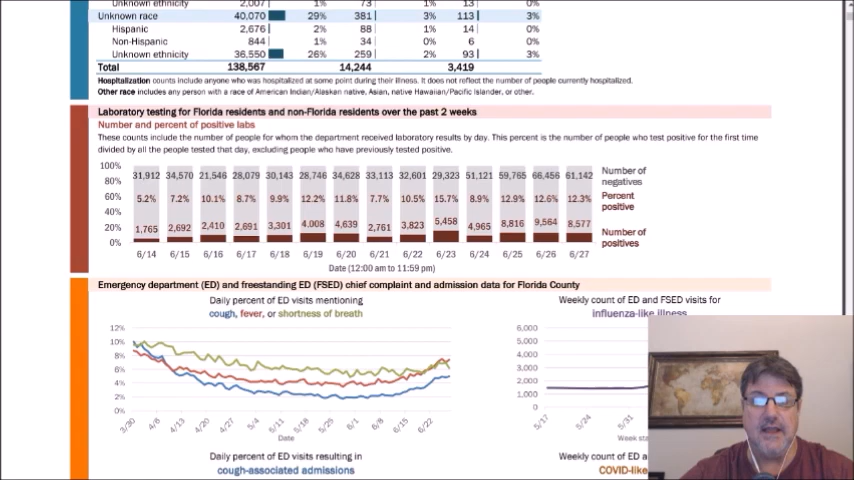 Unknown ethnicity 2,007 1% 73 1% 13 0%
Unknown race 40,070 29% 381 3% 113 3%
Hispanic 2,676 2% 88 1% 14 0%
Non-Hispanic 844 1% 34 0% 6 0%
Unknown ethnicity 36,550 26% 259 2% 93 3%
Total 138,567 14,244 3,419
Hospitalization counts include anyone who was hospitalized at some point during their illness. It does not reflect the number of people currently hospitalized.
Other race includes any person with a race of American Indian/Alaskan native, Asian, native Hawaiian/Pacific Islander, or other.
Laboratory testing for Florida residents and non-Florida residents over the past 2 weeks
Number and percent of positive labs
These counts include the number of people for whom the department received laboratory results by day. This percent is the number of people who test positive for the first time
divided by all the people tested that day, excluding people who have previously tested positive.
100%
80%
60%
40%
20%
0%
31,912 34,570 21,546 28,079 30,143 28,746 34,628 33,113 32,601 29,323 51,121 59,765 66,456 61,142
Number of
negatives
5.2% 7.2% 10.1% 8.7% 9.9% 12.2% 11.8% 7.7% 10.5% 15.7% 8.9% 12.9% 12.6% 12.3%
Percent
positive
1,765 2,692 2,410 2,691 3,301 4,008 4,639 2,761 3,823 5,458 4,965 8,816 9,564 8,577
Number of
positives
6/14 6/15 6/16 6/17 6/18 6/19 6/20 6/21 6/22 6/23 6/24 6/25 6/26 6/27
Date (12:00 am to 11:59 pm)
Emergency department (ED) and freestanding ED (FSED) chief complaint and admission data for Florida County
Daily percent of ED visits mentioning
cough, fever, or shortness of breath
12%
10%
8%
6%
4%
2%
0%
3/30 4/6 4/13 4/20 4/27 5/4 5/11 5/18 5/25 6/1 6/8 6/15 6/22
Date
Daily percent of ED visits resulting in
cough-associated admissions
Weekly count of ED and FSED visits for
influenza-like illness
6,000
5,000
4,000
3,000
2,000
1,000
0
5/17 5/24 5/31
Week sta
Weekly count of ED a
COVID-like